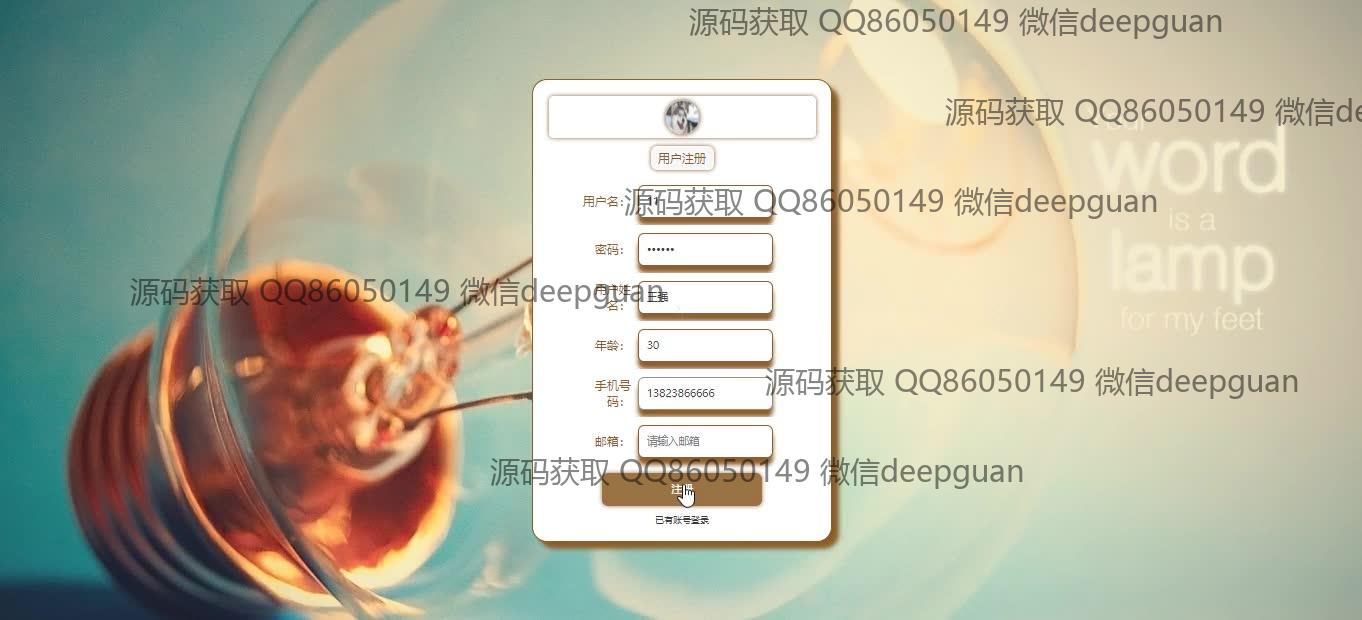 源码获取 QQ86050149 微信deepguan
源码获取 QQ86050149 微信de
your
word
is a
lamp
for my feet
用户注册
用户名：
源码获取 QQ86050149 微信deepguan
密码： ••••••
源码获取 QQ86050149 微信deepguan
用户姓名： 王强
年龄： 30
手机号
码： 13823866666
源码获取 QQ86050149 微信deepguan
邮箱： 请输入邮箱
源码获取 QQ86050149 微信deepguan
注册
已有账号登录